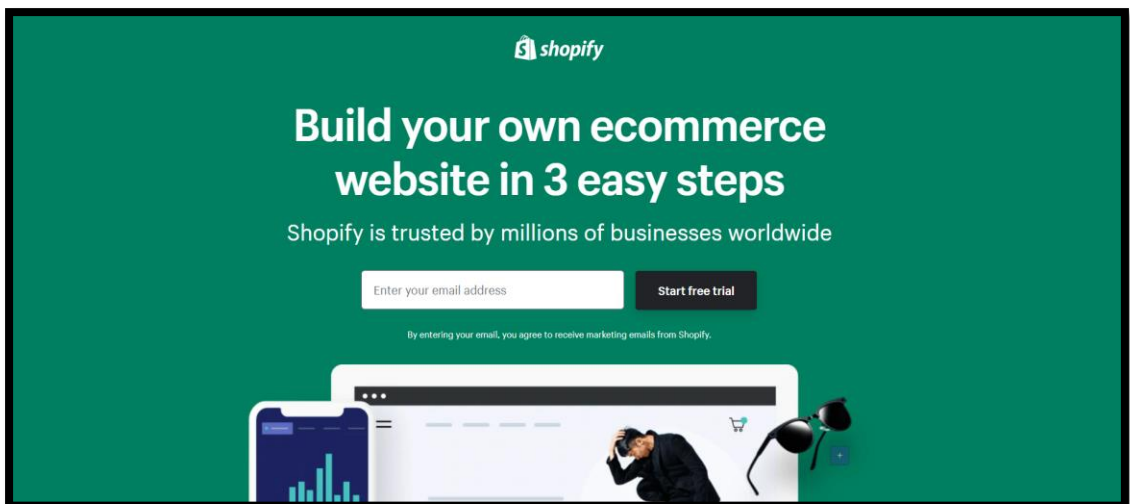 shopify
Build your own ecommerce
website in 3 easy steps
Shopify is trusted by millions of businesses worldwide
Enter your email address
Start free trial
By entering your email, you agree to receive marketing emails from Shopify.